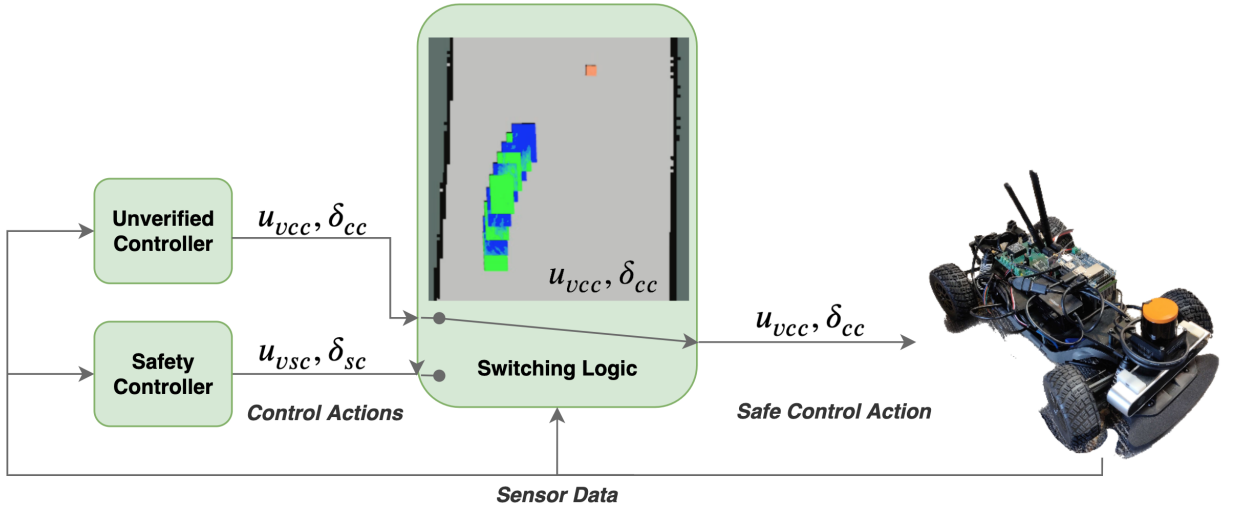 Unverified
Controller
u_vcc, δ_cc
u_vcc, δ_cc
u_vcc, δ_cc
Safety
Controller
u_vsc, δ_sc
Switching Logic
Control Actions
Safe Control Action
Sensor Data